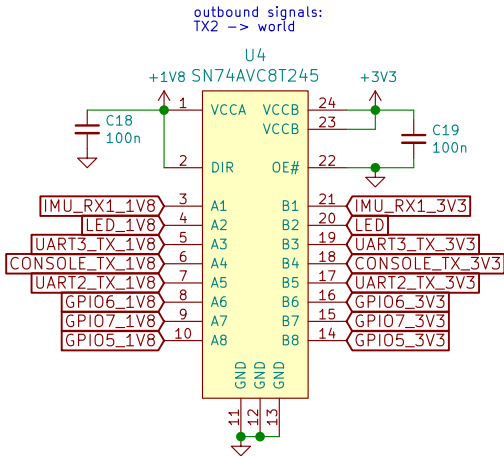 outbound signals:
TX2 -> world
U4
SN74AVC8T245
+1V8
+3V3
C18
100n
C19
100n
1 VCCA VCCB 24
VCCB 23
2 DIR OE# 22
IMU_RX1_1V8 3 A1 B1 21 IMU_RX1_3V3
LED_1V8 4 A2 B2 20 LED
UART3_TX_1V8 5 A3 B3 19 UART3_TX_3V3
CONSOLE_TX_1V8 6 A4 B4 18 CONSOLE_TX_3V3
UART2_TX_1V8 7 A5 B5 17 UART2_TX_3V3
GPIO6_1V8 8 A6 B6 16 GPIO6_3V3
GPIO7_1V8 9 A7 B7 15 GPIO7_3V3
GPIO5_1V8 10 A8 B8 14 GPIO5_3V3
GND GND GND
11 12 13